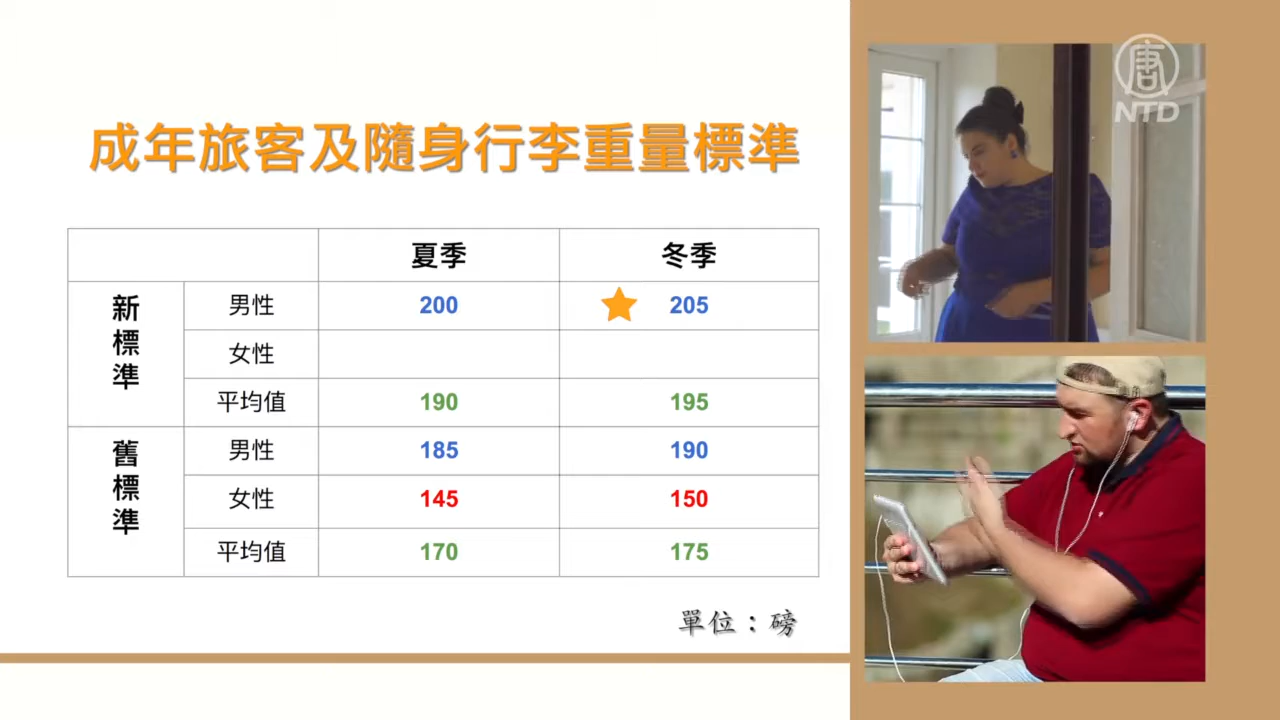 唐
NTD
成年旅客及隨身行李重量標準
夏季 冬季
新標準
男性 200 205
女性
平均值 190 195
舊標準
男性 185 190
女性 145 150
平均值 170 175
單位：磅